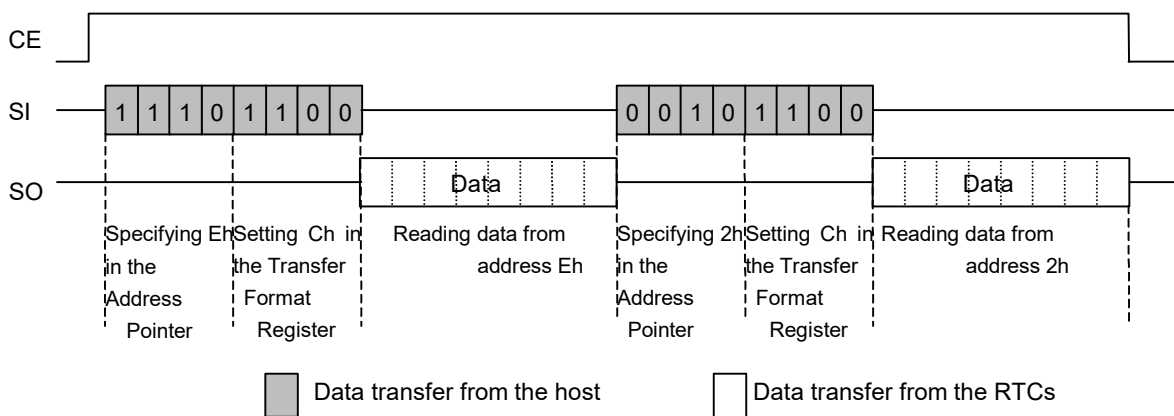 CE
SI
1 1 1 0 1 1 0 0
0 0 1 0 1 1 0 0
SO
Data
Data
Specifying Eh
in the
Address
Pointer
Setting Ch in
the Transfer
Format
Register
Reading data from
address Eh
Specifying 2h
in the
Address
Pointer
Setting Ch in
the Transfer
Format
Register
Reading data from
address 2h
Data transfer from the host
Data transfer from the RTCs